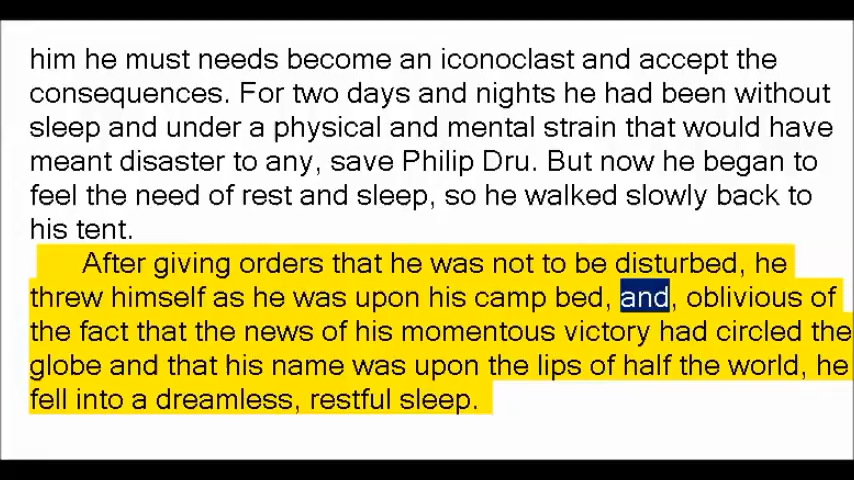 him he must needs become an iconoclast and accept the
consequences. For two days and nights he had been without
sleep and under a physical and mental strain that would have
meant disaster to any, save Philip Dru. But now he began to
feel the need of rest and sleep, so he walked slowly back to
his tent.
After giving orders that he was not to be disturbed, he
threw himself as he was upon his camp bed, and, oblivious of
the fact that the news of his momentous victory had circled the
globe and that his name was upon the lips of half the world, he
fell into a dreamless, restful sleep.